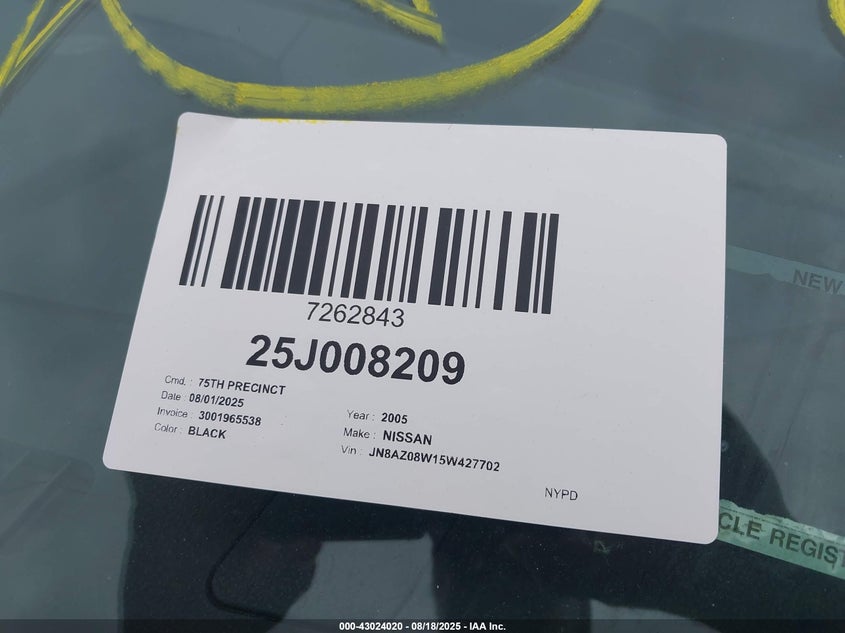 7262843
25J008209
Cmd. : 75TH PRECINCT
Date : 08/01/2025
Invoice : 3001965538
Color : BLACK
Year : 2005
Make : NISSAN
Vin : JN8AZ08W15W427702
NYPD
NEW
CLE REGIST
000-43024020 - 08/18/2025 - IAA Inc.